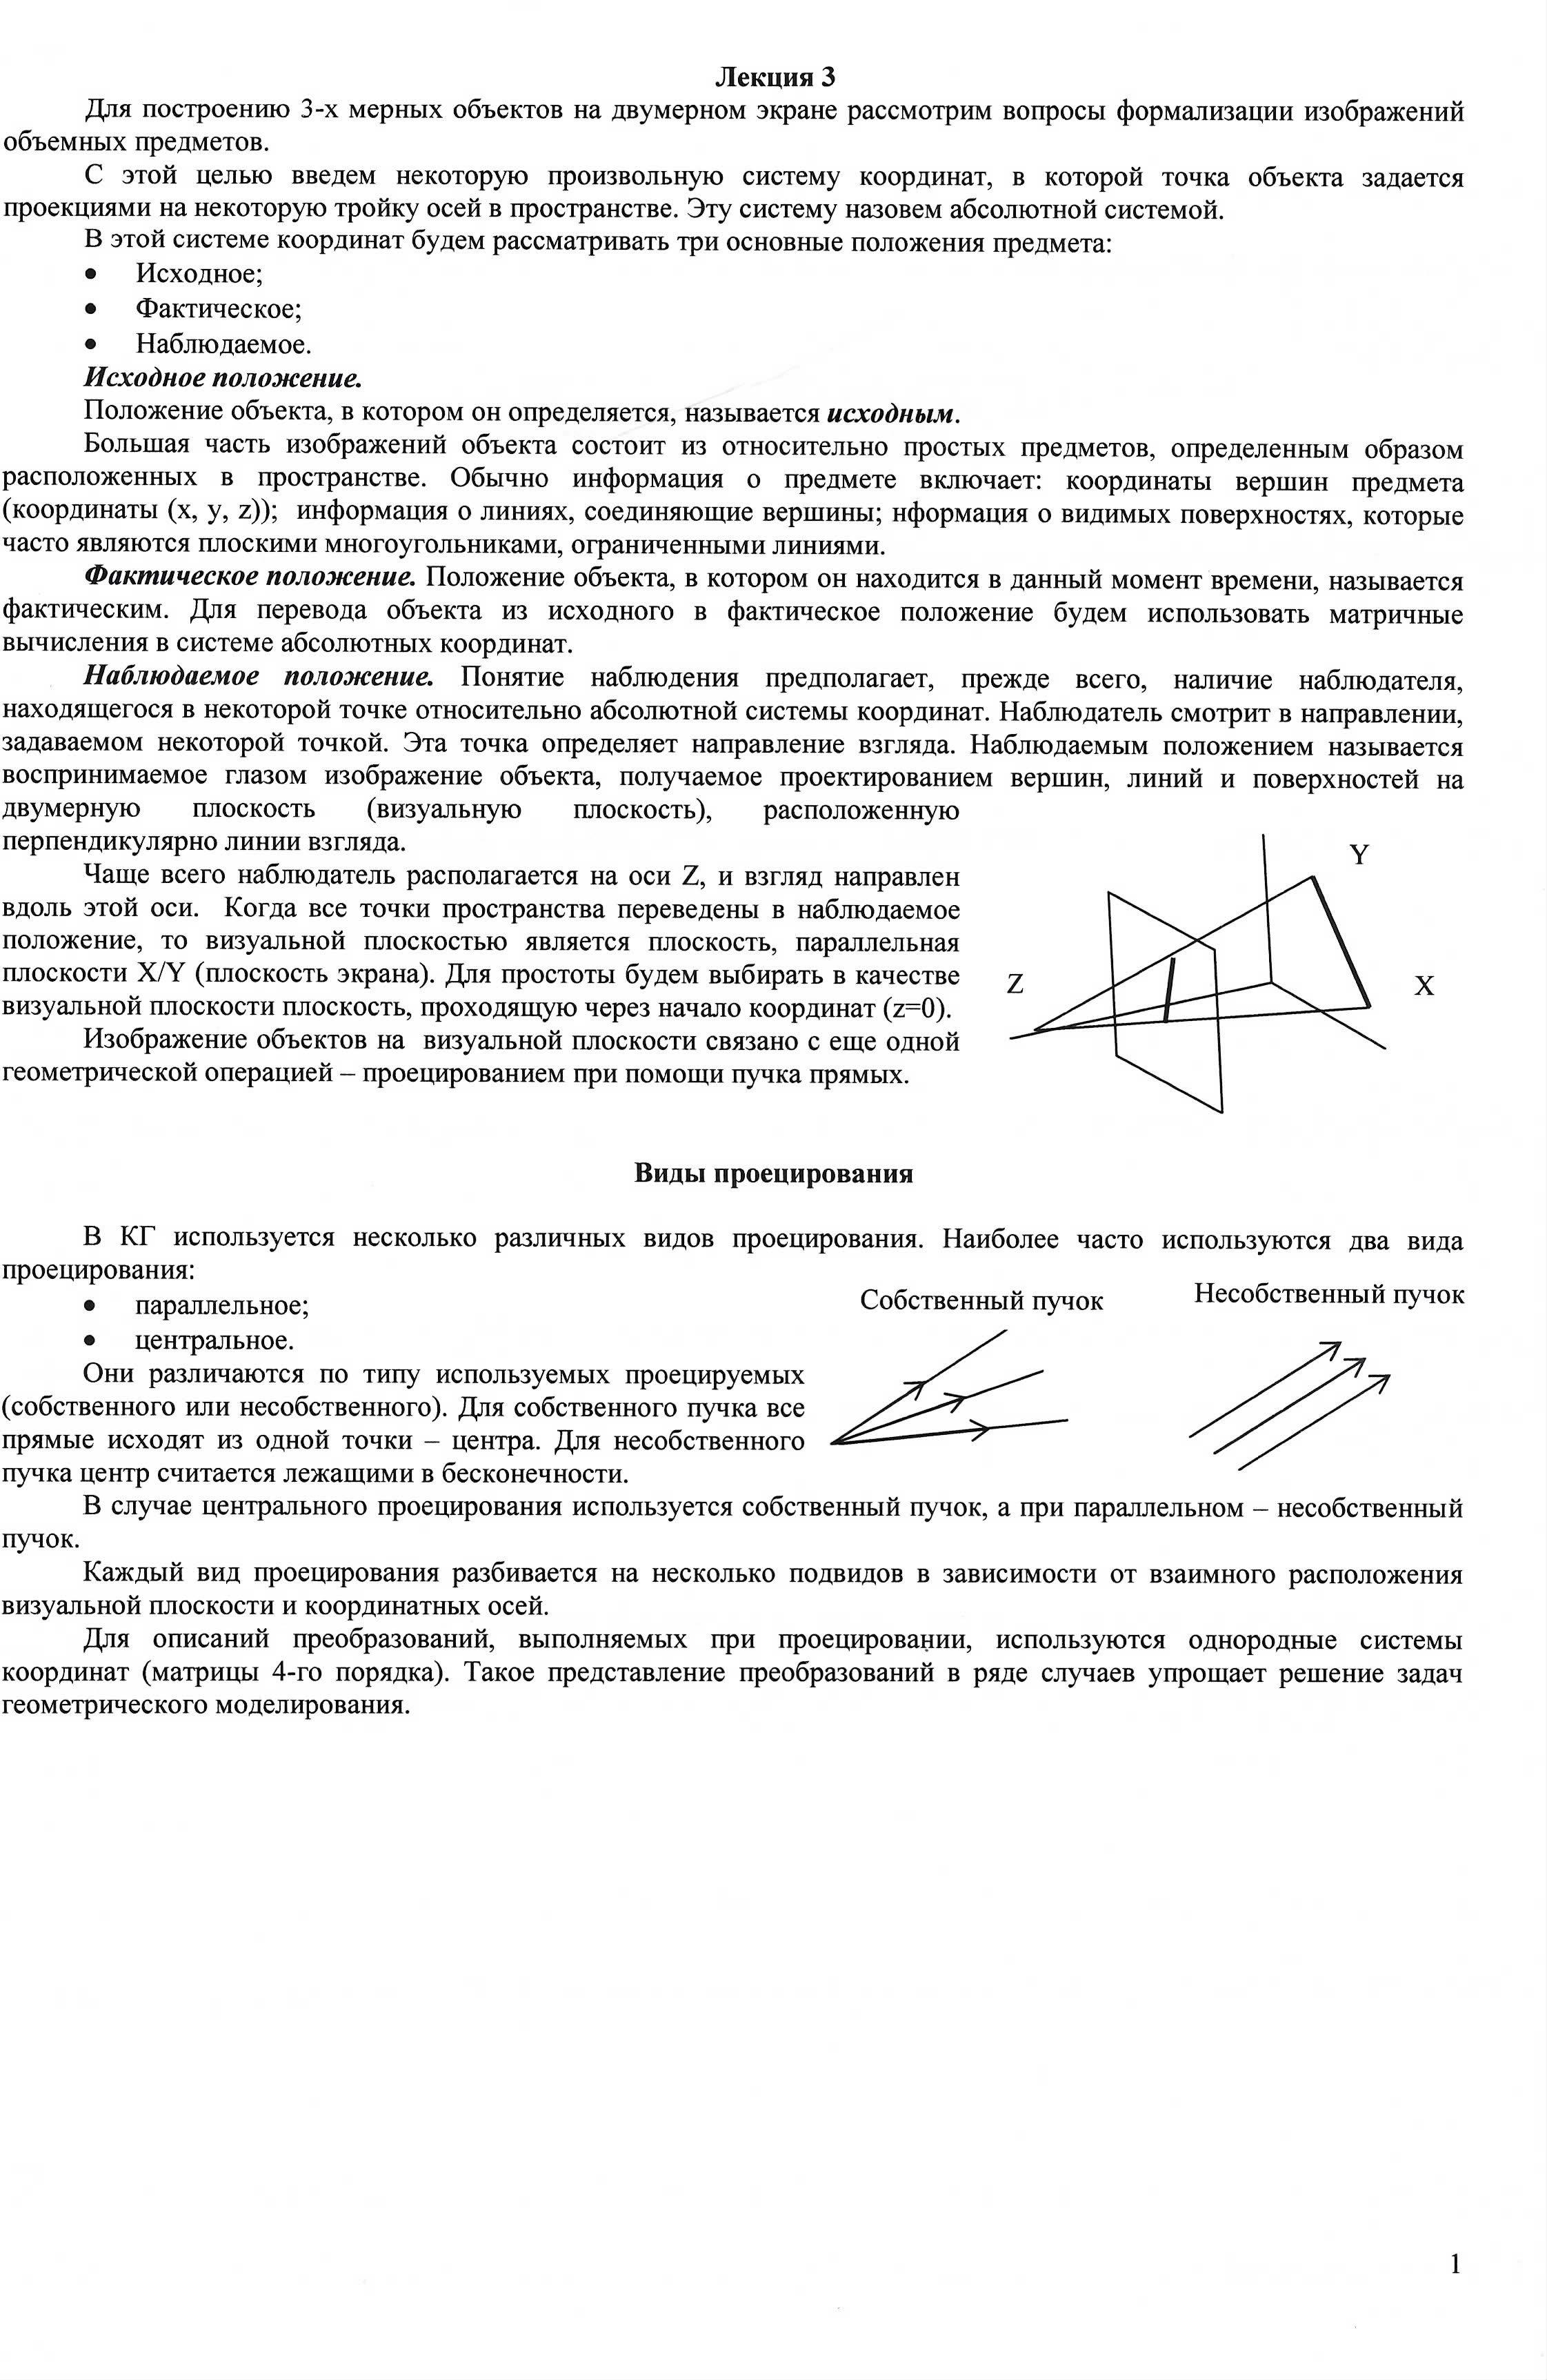 Лекция 3
Для построению 3-х мерных объектов на двумерном экране рассмотрим вопросы формализации изображений
объемных предметов.
С этой целью введем некоторую произвольную систему координат, в которой точка объекта задается
проекциями на некоторую тройку осей в пространстве. Эту систему назовем абсолютной системой.
В этой системе координат будем рассматривать три основные положения предмета:
• Исходное;
• Фактическое;
• Наблюдаемое.
Исходное положение.
Положение объекта, в котором он определяется, называется исходным.
Большая часть изображений объекта состоит из относительно простых предметов, определенным образом
расположенных в пространстве. Обычно информация о предмете включает: координаты вершин предмета
(координаты (x, y, z)); информация о линиях, соединяющие вершины; нформация о видимых поверхностях, которые
часто являются плоскими многоугольниками, ограниченными линиями.
Фактическое положение. Положение объекта, в котором он находится в данный момент времени, называется
фактическим. Для перевода объекта из исходного в фактическое положение будем использовать матричные
вычисления в системе абсолютных координат.
Наблюдаемое положение. Понятие наблюдения предполагает, прежде всего, наличие наблюдателя,
находящегося в некоторой точке относительно абсолютной системы координат. Наблюдатель смотрит в направлении,
задаваемом некоторой точкой. Эта точка определяет направление взгляда. Наблюдаемым положением называется
воспринимаемое глазом изображение объекта, получаемое проектированием вершин, линий и поверхностей на
двумерную плоскость (визуальную плоскость), расположенную
перпендикулярно линии взгляда.
Чаще всего наблюдатель располагается на оси Z, и взгляд направлен
вдоль этой оси. Когда все точки пространства переведены в наблюдаемое
положение, то визуальной плоскостью является плоскость, параллельная
плоскости X/Y (плоскость экрана). Для простоты будем выбирать в качестве
визуальной плоскости плоскость, проходящую через начало координат (z=0).
Изображение объектов на визуальной плоскости связано с еще одной
геометрической операцией – проецированием при помощи пучка прямых.
Y
Z
X
Виды проецирования
В КГ используется несколько различных видов проецирования. Наиболее часто используются два вида
проецирования:
• параллельное;
• центральное.
Собственный пучок
Несобственный пучок
Они различаются по типу используемых проецируемых
(собственного или несобственного). Для собственного пучка все
прямые исходят из одной точки – центра. Для несобственного
пучка центр считается лежащими в бесконечности.
В случае центрального проецирования используется собственный пучок, а при параллельном – несобственный
пучок.
Каждый вид проецирования разбивается на несколько подвидов в зависимости от взаимного расположения
визуальной плоскости и координатных осей.
Для описаний преобразований, выполняемых при проецировании, используются однородные системы
координат (матрицы 4-го порядка). Такое представление преобразований в ряде случаев упрощает решение задач
геометрического моделирования.
1